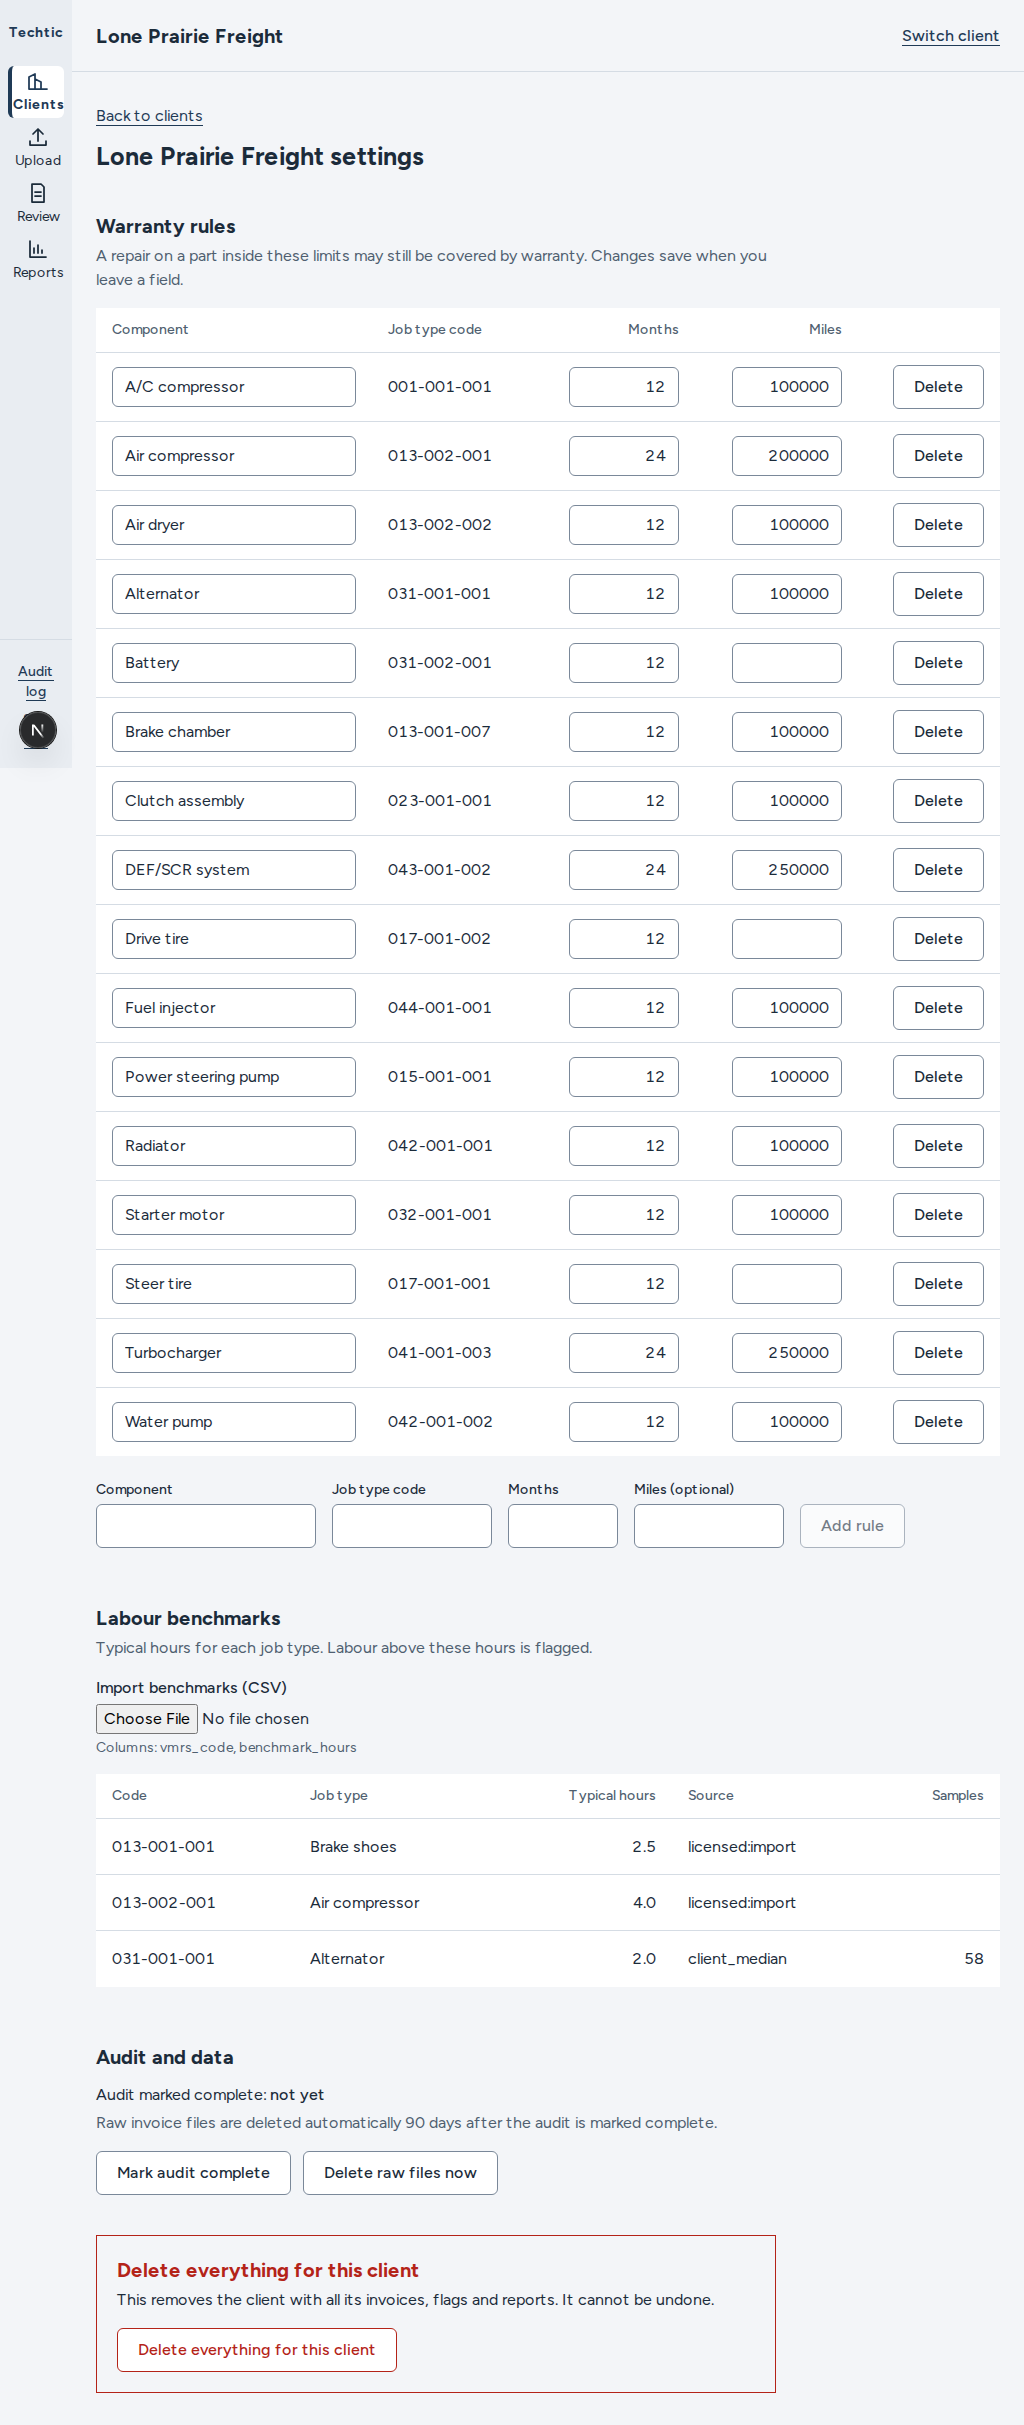 Techtic
Clients
Upload
Review
Reports
Audit
log
N
Lone Prairie Freight
Switch client
Back to clients
Lone Prairie Freight settings
Warranty rules
A repair on a part inside these limits may still be covered by warranty. Changes save when you
leave a field.
Component Job type code Months Miles
A/C compressor 001-001-001 12 100000 Delete
Air compressor 013-002-001 24 200000 Delete
Air dryer 013-002-002 12 100000 Delete
Alternator 031-001-001 12 100000 Delete
Battery 031-002-001 12 Delete
Brake chamber 013-001-007 12 100000 Delete
Clutch assembly 023-001-001 12 100000 Delete
DEF/SCR system 043-001-002 24 250000 Delete
Drive tire 017-001-002 12 Delete
Fuel injector 044-001-001 12 100000 Delete
Power steering pump 015-001-001 12 100000 Delete
Radiator 042-001-001 12 100000 Delete
Starter motor 032-001-001 12 100000 Delete
Steer tire 017-001-001 12 Delete
Turbocharger 041-001-003 24 250000 Delete
Water pump 042-001-002 12 100000 Delete
Component Job type code Months Miles (optional)
Add rule
Labour benchmarks
Typical hours for each job type. Labour above these hours is flagged.
Import benchmarks (CSV)
Choose File No file chosen
Columns: vmrs_code, benchmark_hours
Code Job type Typical hours Source Samples
013-001-001 Brake shoes 2.5 licensed:import
013-002-001 Air compressor 4.0 licensed:import
031-001-001 Alternator 2.0 client_median 58
Audit and data
Audit marked complete: not yet
Raw invoice files are deleted automatically 90 days after the audit is marked complete.
Mark audit complete Delete raw files now
Delete everything for this client
This removes the client with all its invoices, flags and reports. It cannot be undone.
Delete everything for this client